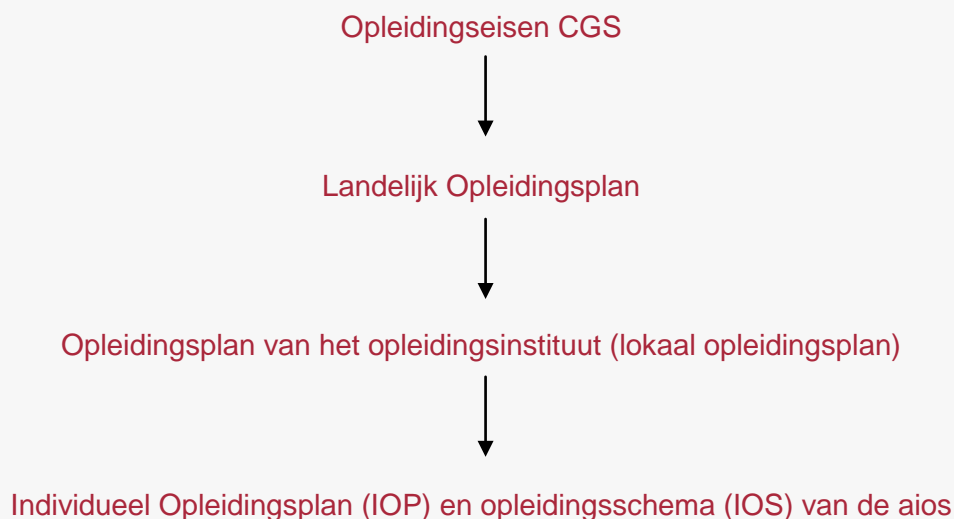 Opleidingseisen CGS
Landelijk Opleidingsplan
Opleidingsplan van het opleidingsinstituut (lokaal opleidingsplan)
Individueel Opleidingsplan (IOP) en opleidingsschema (IOS) van de aios